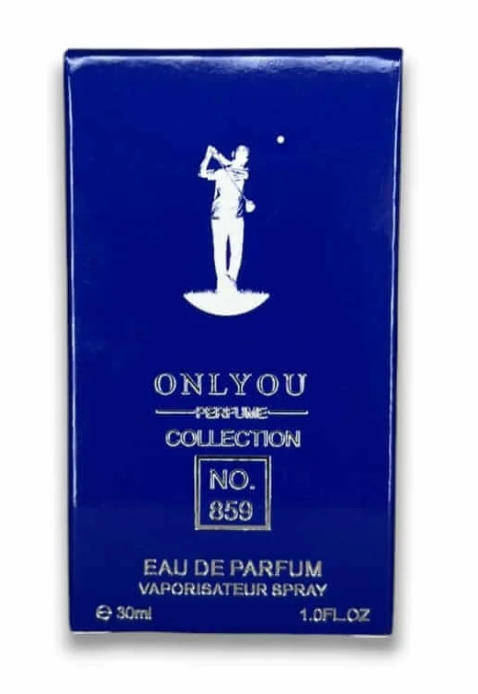 ONLYOU
PERFUME
COLLECTION
NO.
859
EAU DE PARFUM
VAPORISATEUR SPRAY
℮ 30ml 1.0FL.OZ